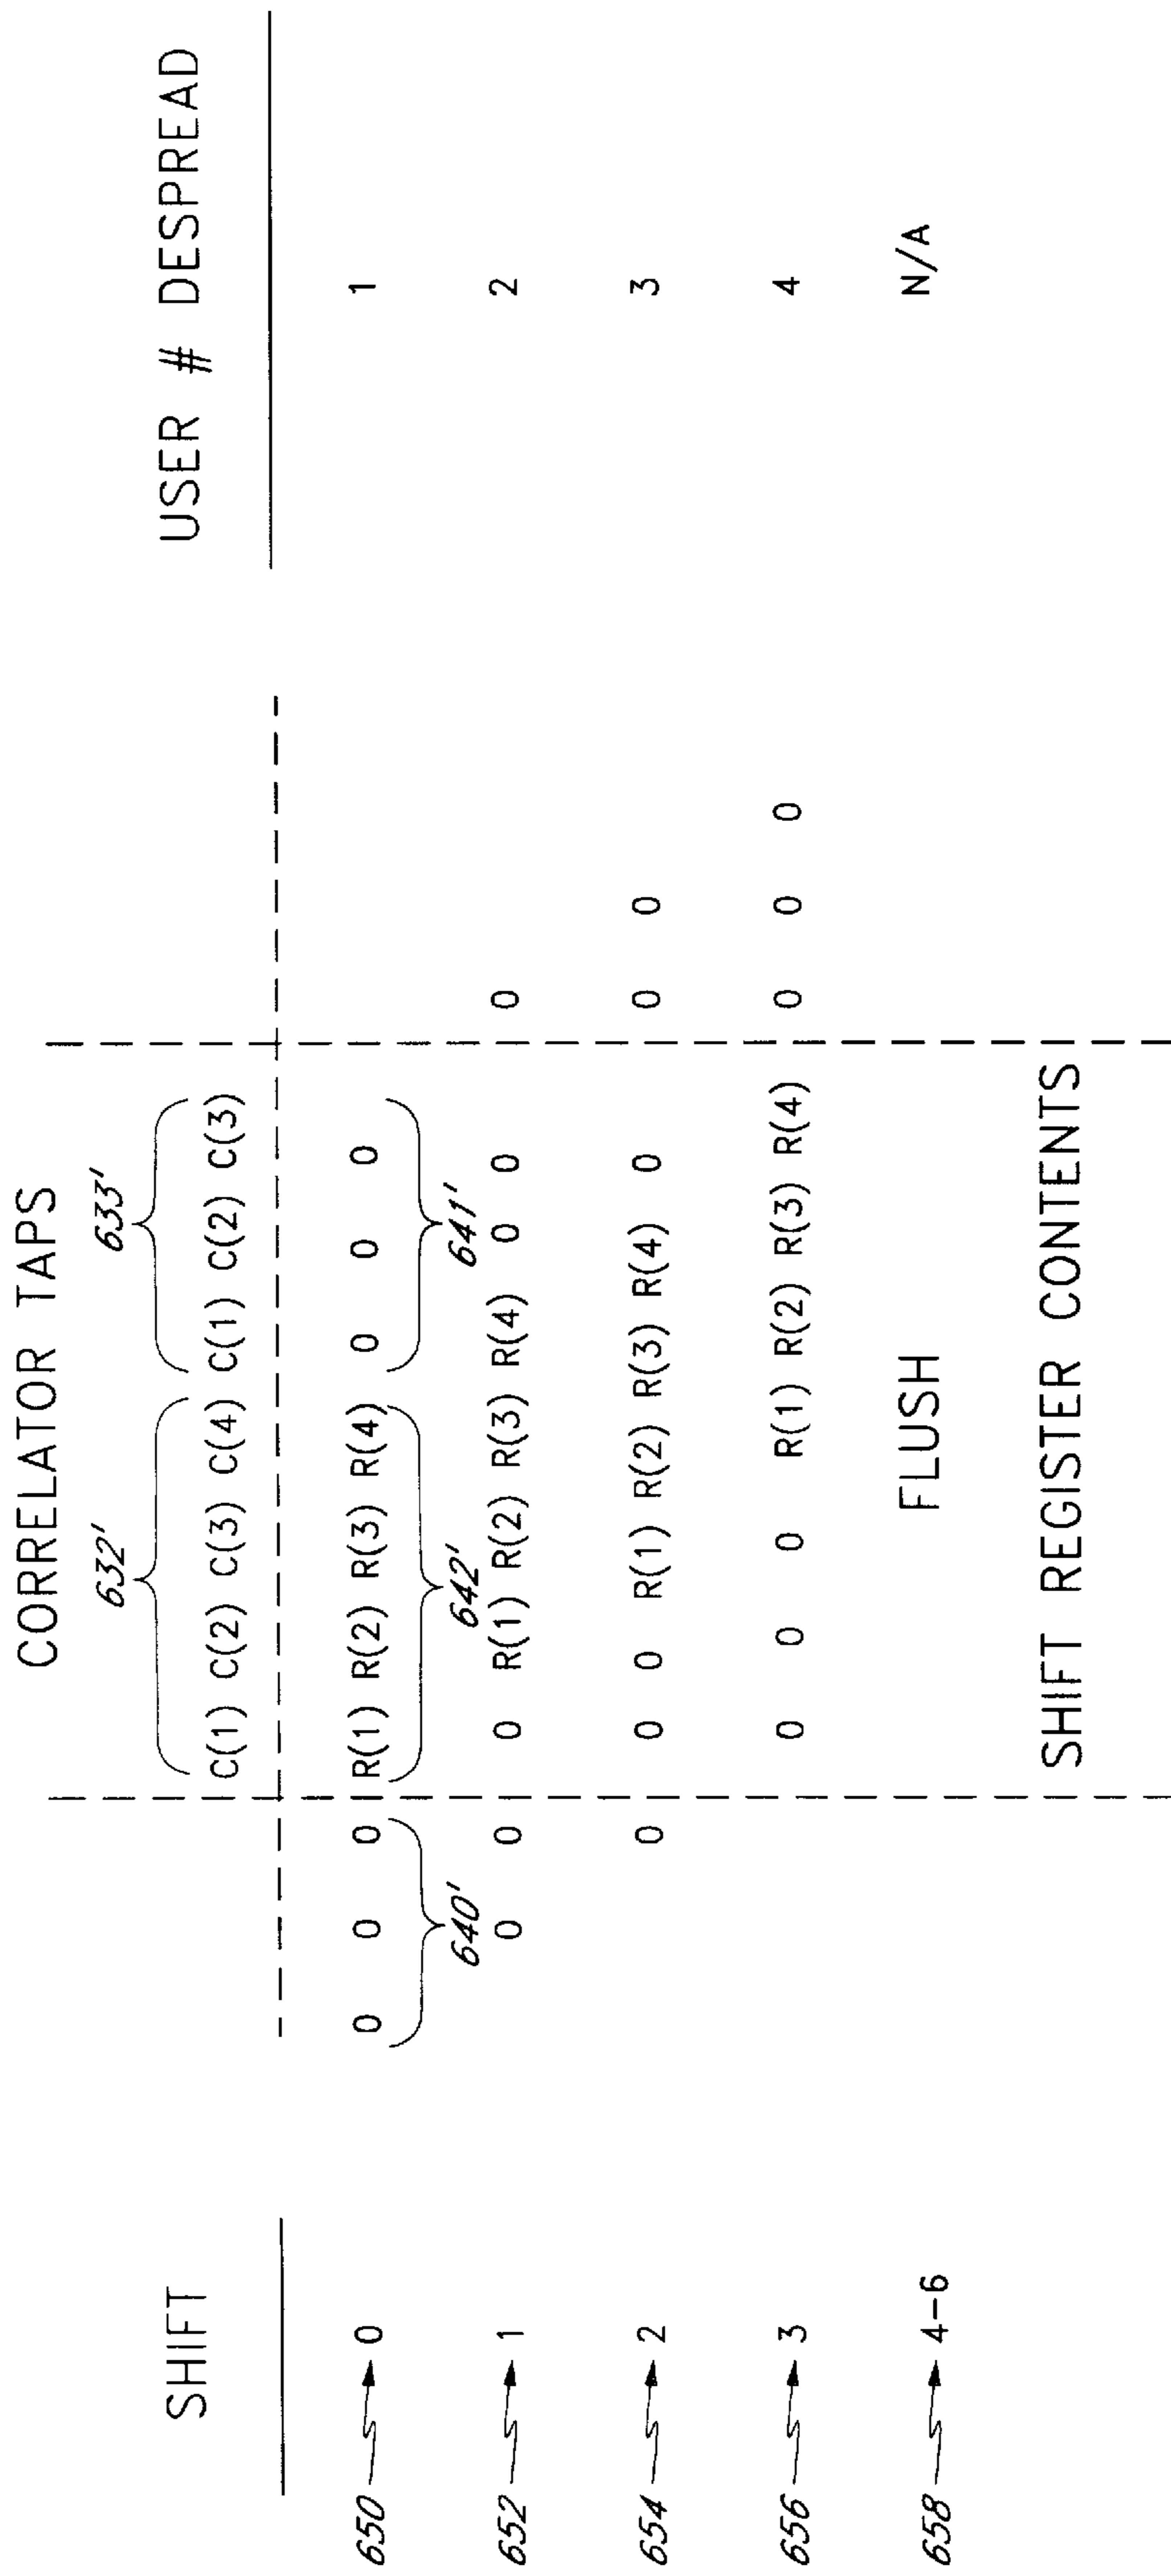 CORRELATOR TAPS
632' 633'
SHIFT C(1) C(2) C(3) C(4) C(1) C(2) C(3) USER # DESPREAD
650 0 0 0 0 R(1) R(2) R(3) R(4) 0 0 0 1
640' 642' 641'
652 1 0 0 0 R(1) R(2) R(3) R(4) 0 0 0 2
654 2 0 0 0 R(1) R(2) R(3) R(4) 0 0 0 3
656 3 0 0 0 R(1) R(2) R(3) R(4) 0 0 0 4
658 4-6 FLUSH N/A
SHIFT REGISTER CONTENTS